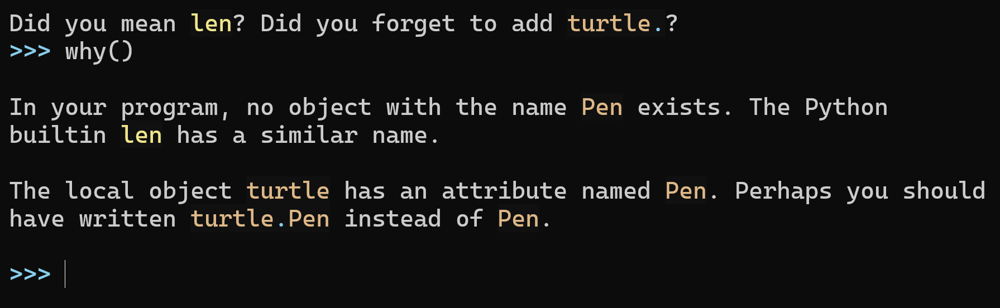 Did you mean len? Did you forget to add turtle.?
>>> why()
In your program, no object with the name Pen exists. The Python
builtin len has a similar name.
The local object turtle has an attribute named Pen. Perhaps you should
have written turtle.Pen instead of Pen.
>>>